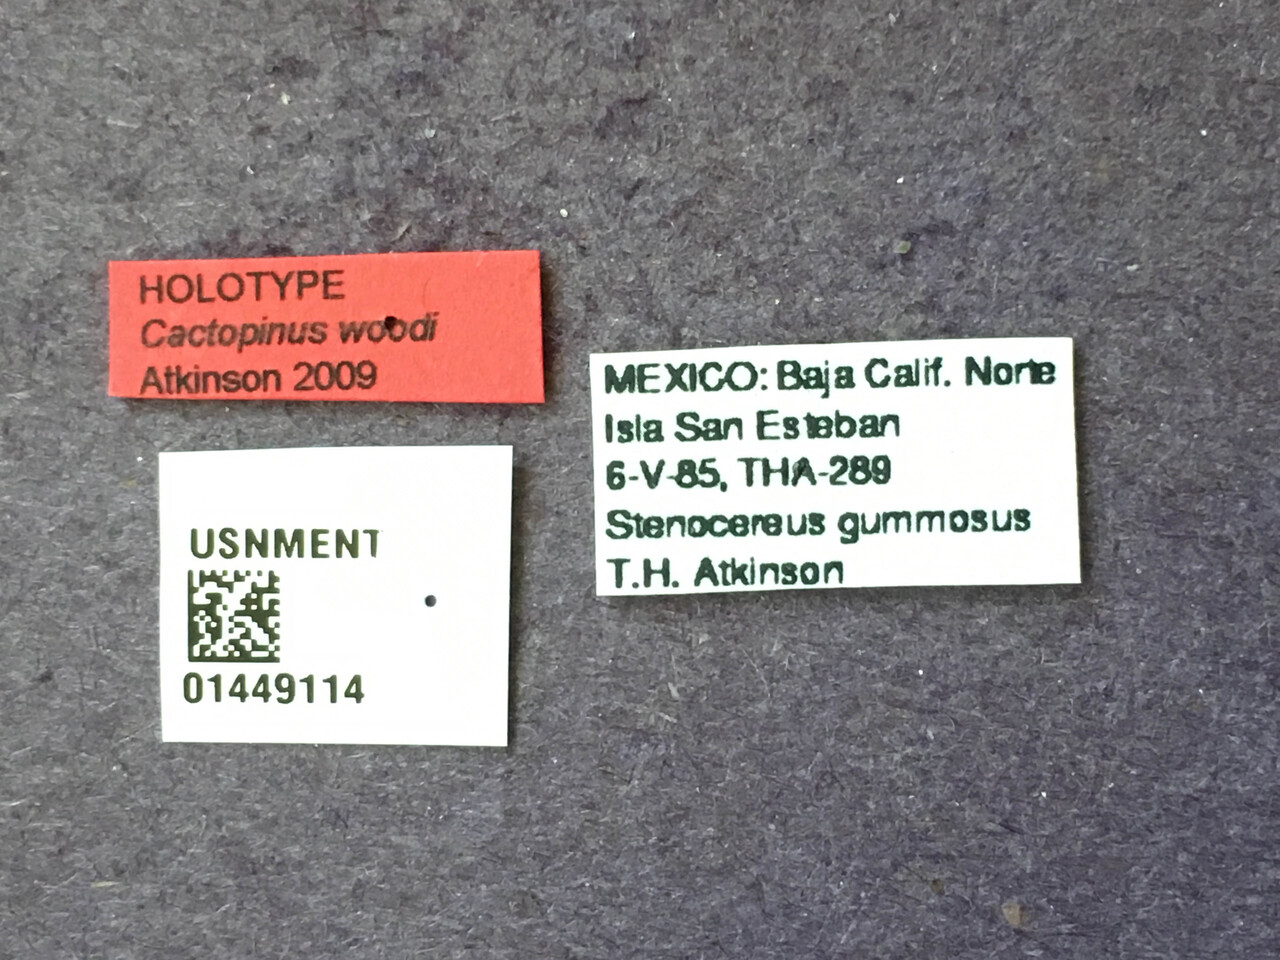 HOLOTYPE
Cactopinus woodi
Atkinson 2009
USNMENT
01449114
MEXICO: Baja Calif. Norte
Isla San Esteban
6-V-85, THA-289
Stenocereus gummosus
T.H. Atkinson